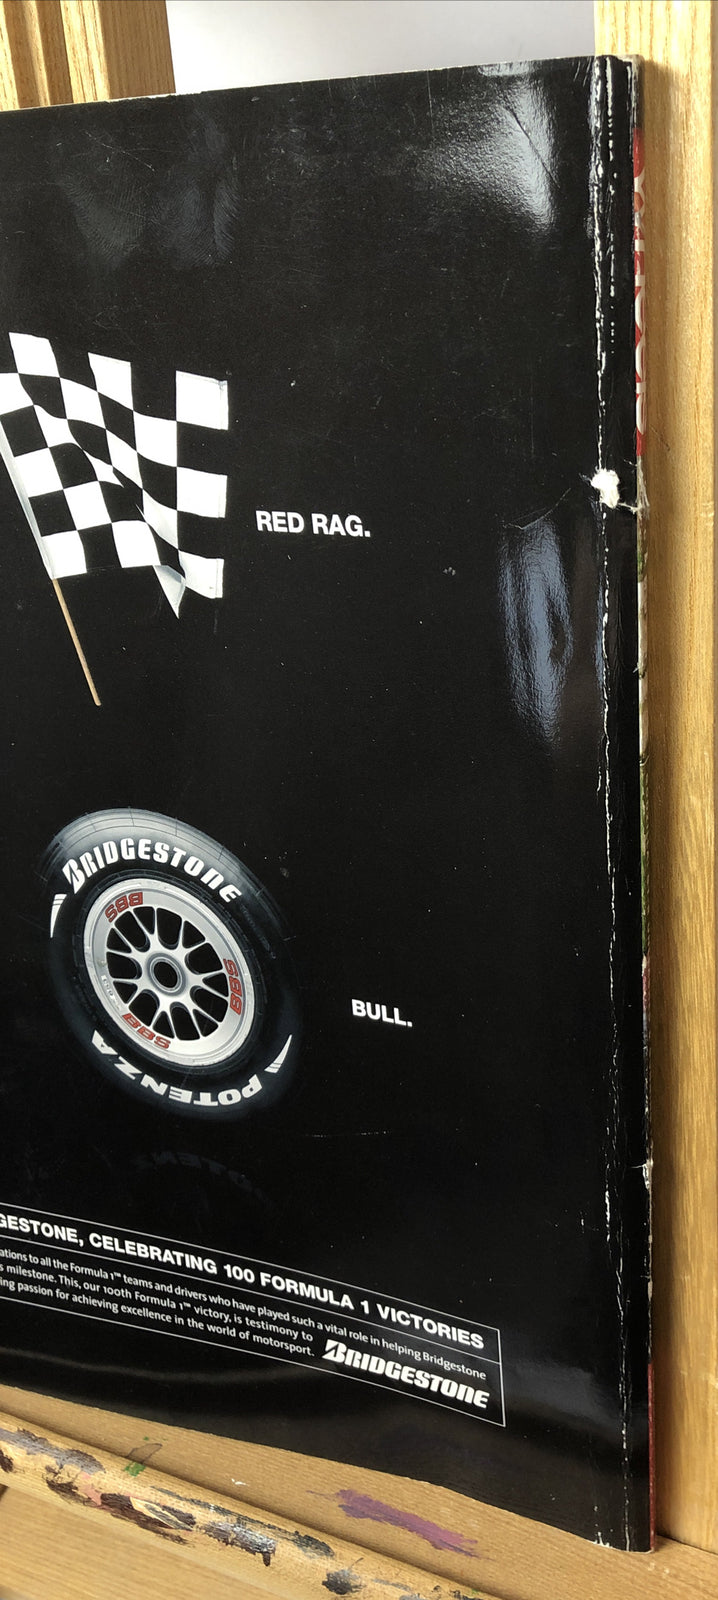 RED RAG.
BRIDGESTONE
BBS
BBS
BBS
POTENZA
BULL.
GESTONE, CELEBRATING 100 FORMULA 1 VICTORIES
ations to all the Formula 1™ teams and drivers who have played such a vital role in helping Bridgestone
s milestone. This, our 100th Formula 1™ victory, is testimony to
ing passion for achieving excellence in the world of motorsport.
BRIDGESTONE